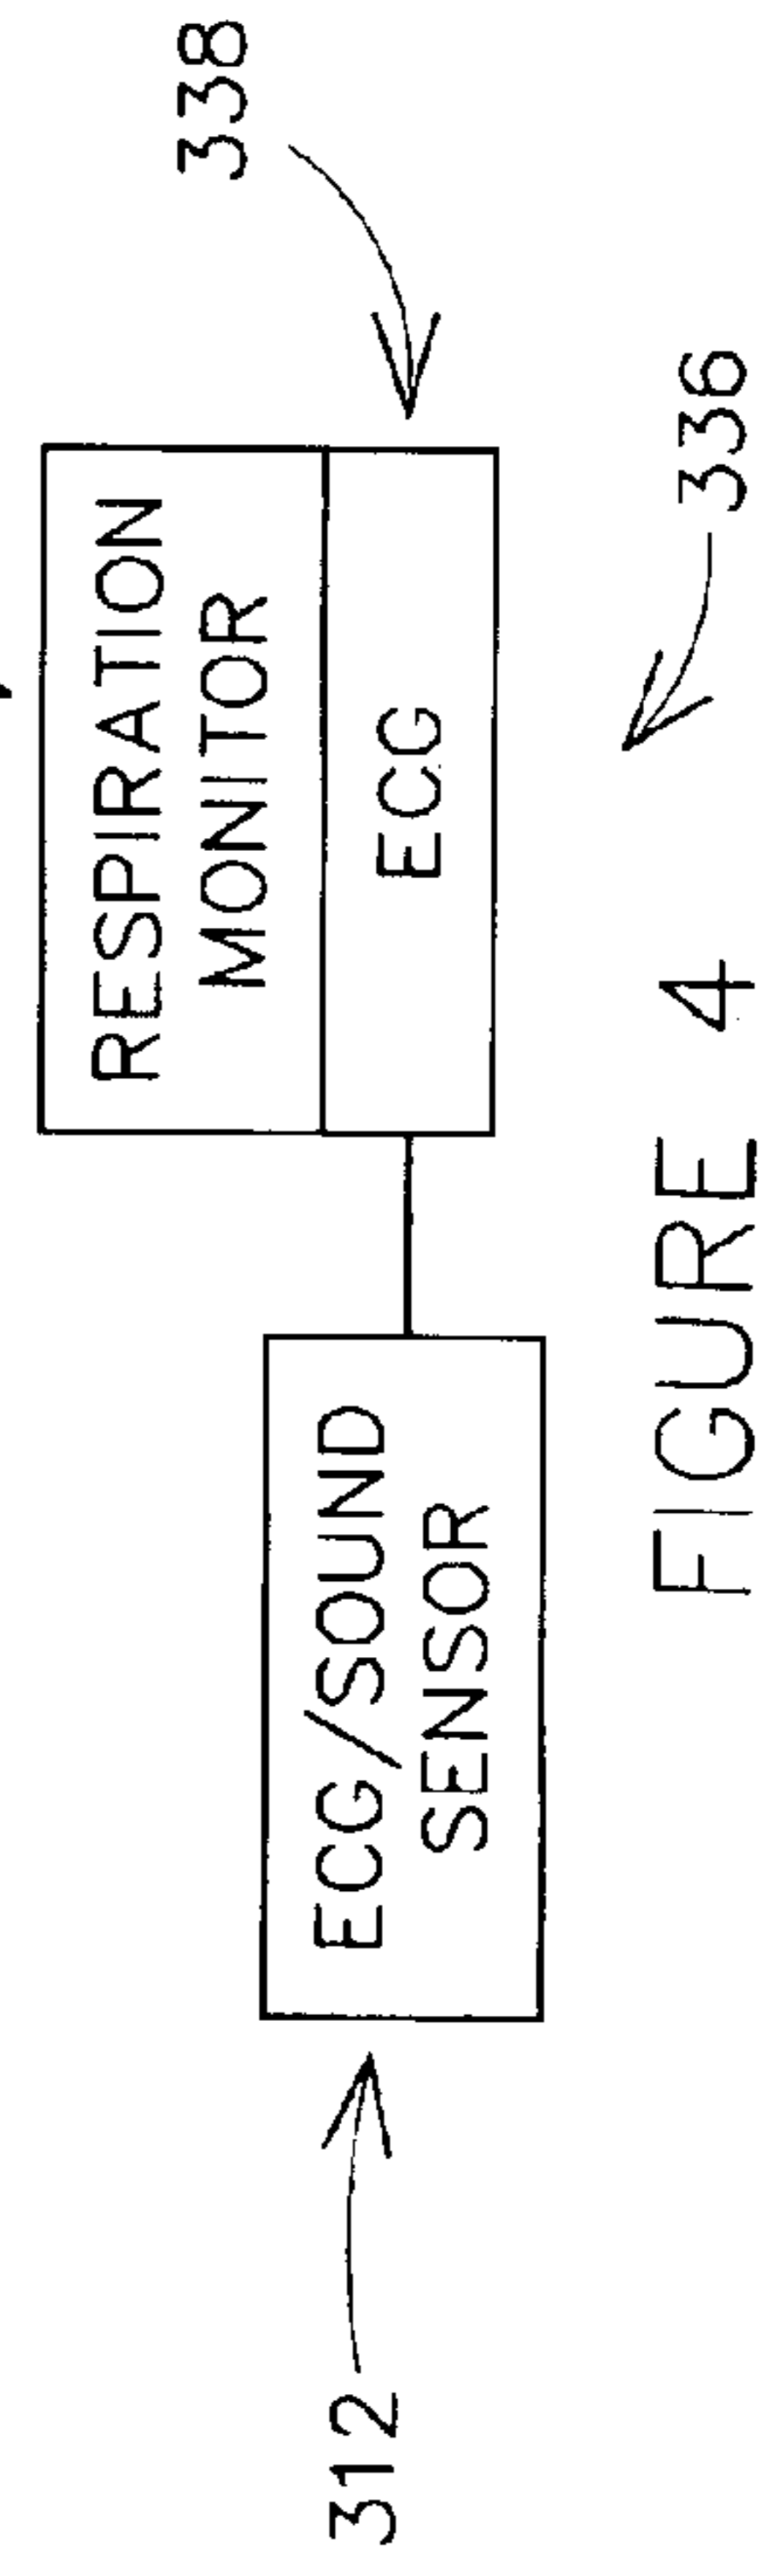 RESPIRATION
MONITOR
338
ECG
ECG/SOUND
SENSOR
312
336
FIGURE 4